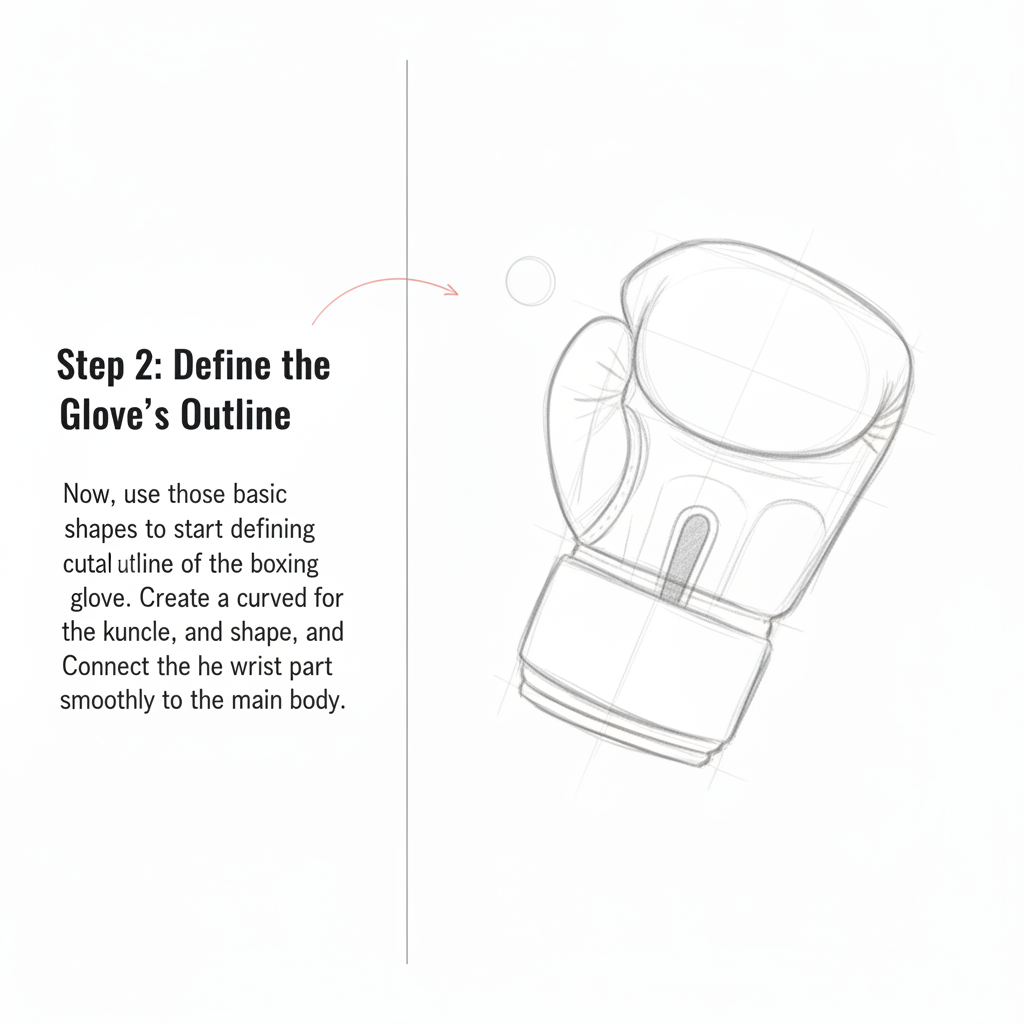 Step 2: Define the
Glove's Outline
Now, use those basic
shapes to start defining
cutal utline of the boxing
glove. Create a curved for
the kuncle, and shape, and
Connect the he wrist part
smoothly to the main body.